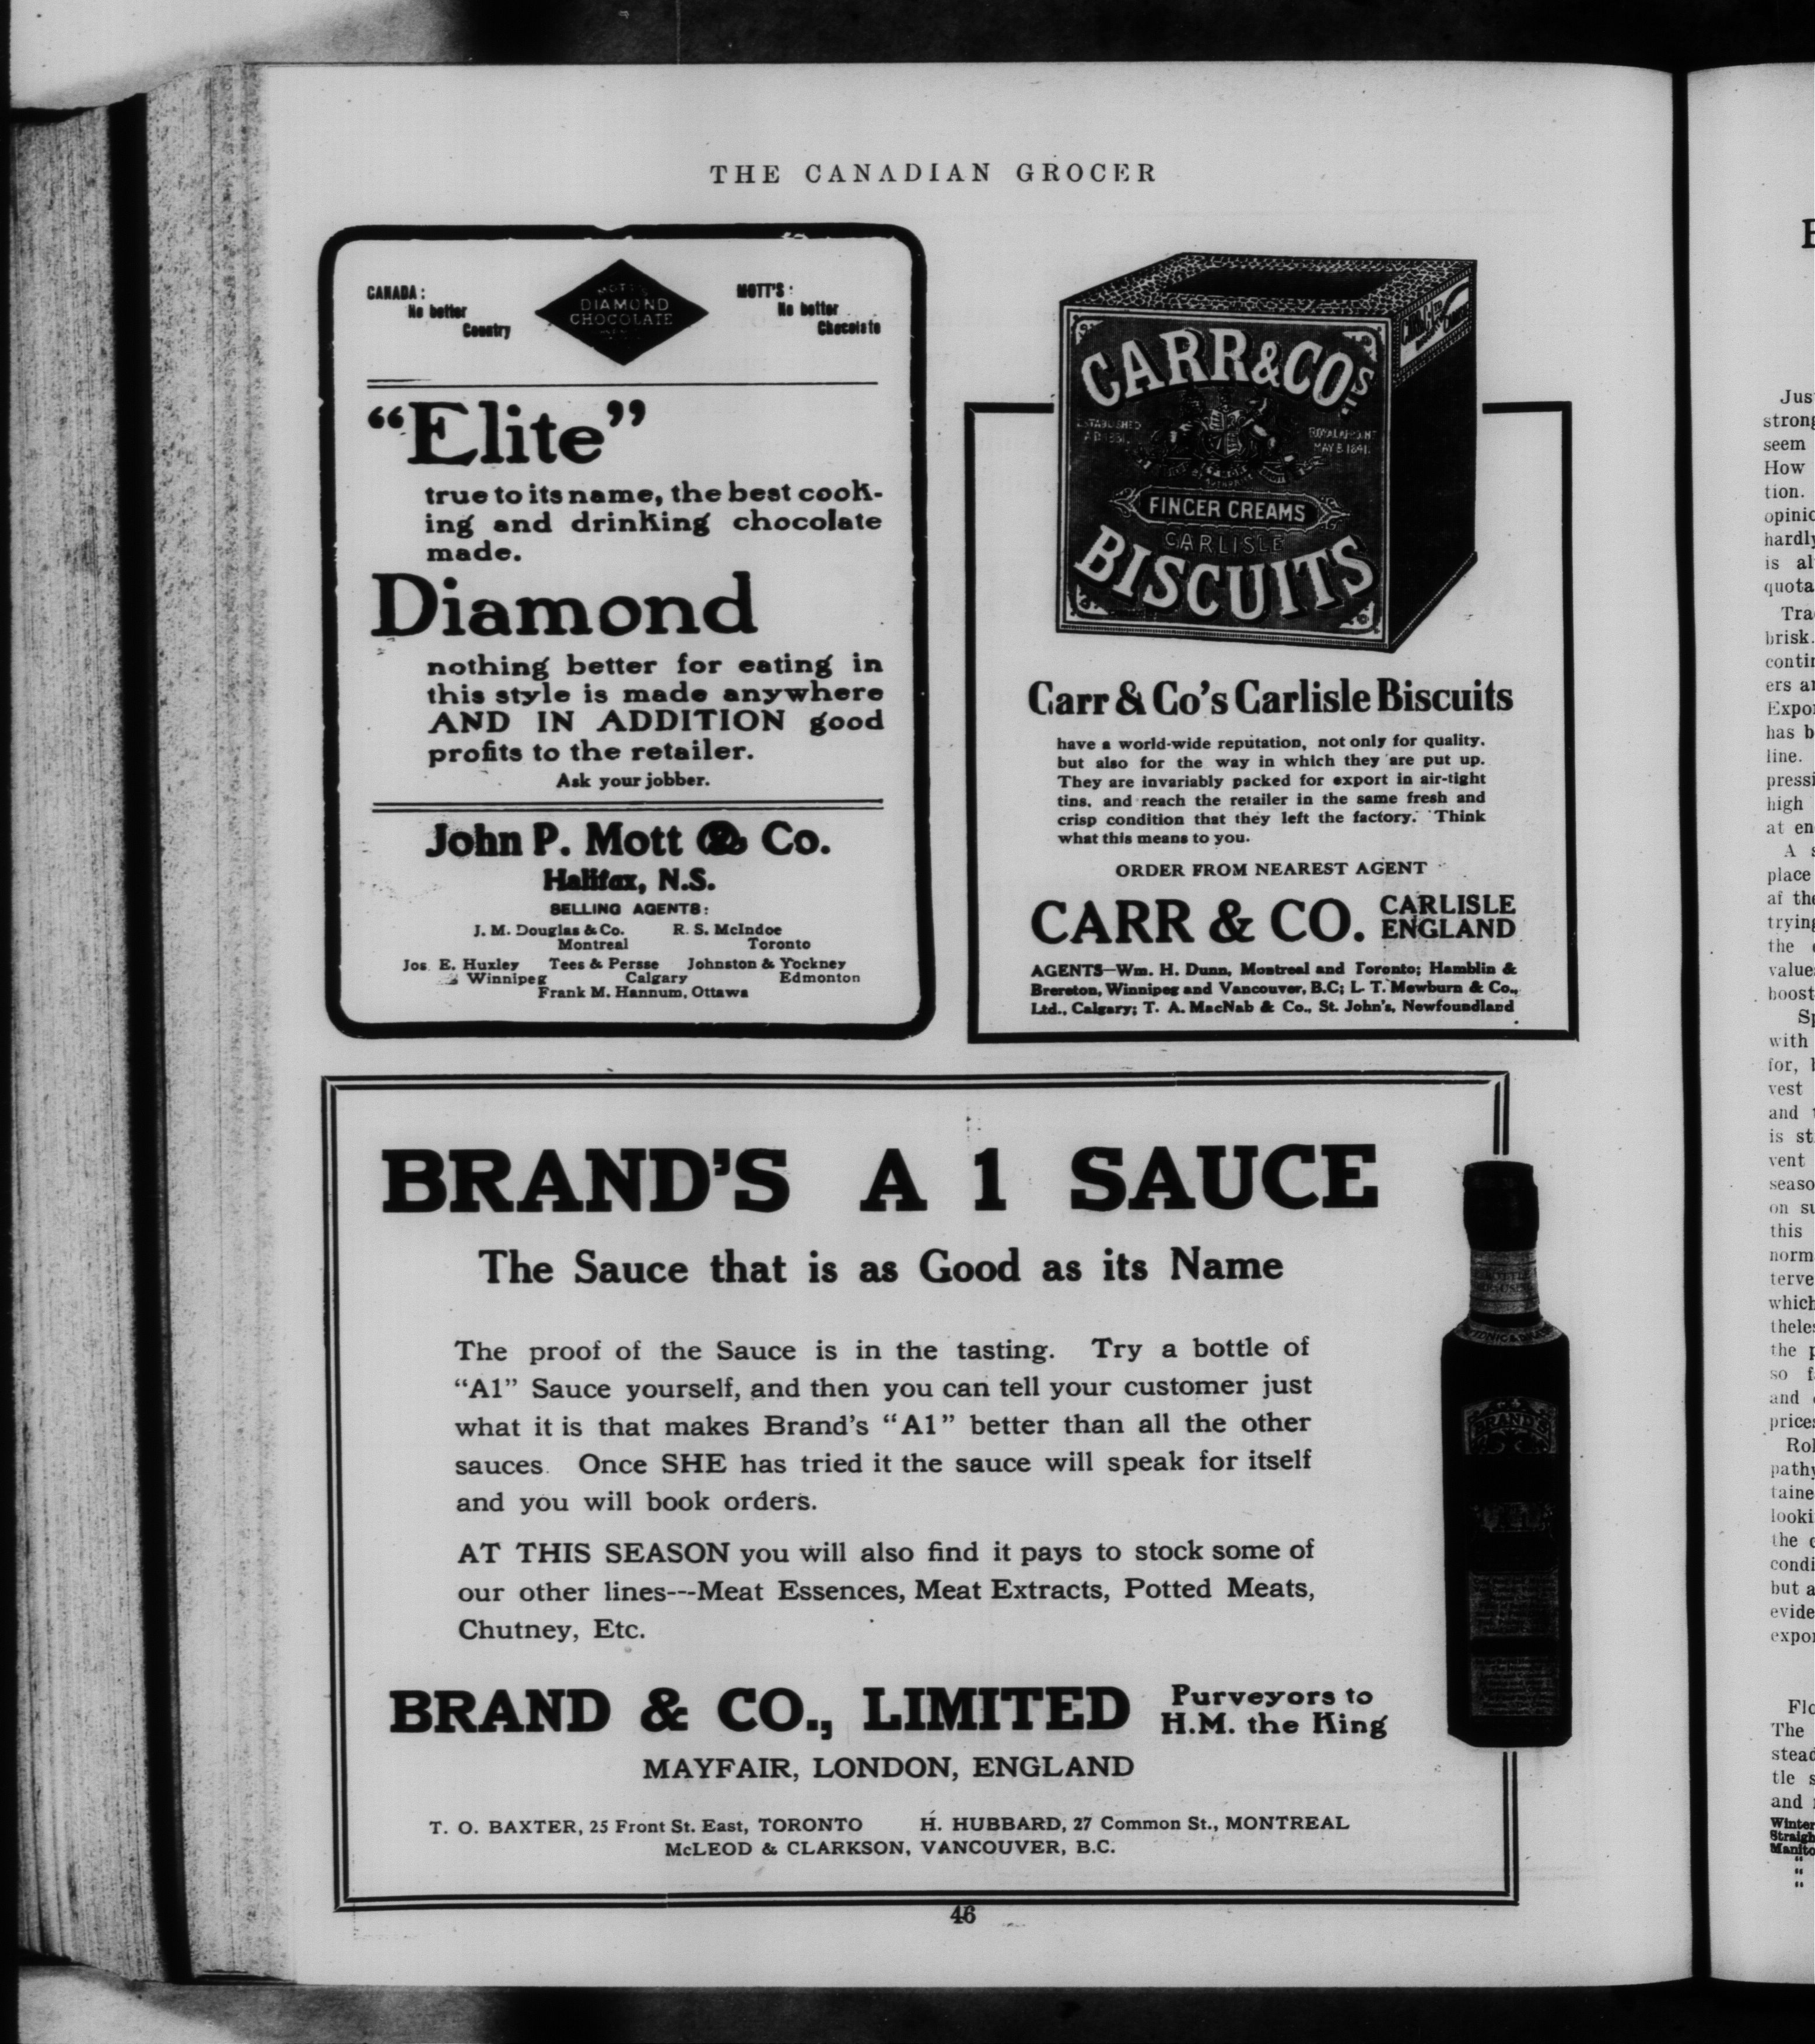 THE CANADIAN GROCER
CANADA:
No better
Country
MOTT'S
DIAMOND
CHOCOLATE
MOTT'S:
No better
Chocolate
"Elite"
true to its name, the best cook-
ing and drinking chocolate
made.
Diamond
nothing better for eating in
this style is made anywhere
AND IN ADDITION good
profits to the retailer.
Ask your jobber.
John P. Mott & Co.
Halifax, N.S.
SELLING AGENTS:
J. M. Douglas & Co. R. S. McIndoe
Montreal Toronto
Jos. E. Huxley Tees & Persse Johnston & Yockney
Winnipeg Calgary Edmonton
Frank M. Hannum, Ottawa
CARR & CO'S.
ESTABLISHED
A.D. 1831.
MAY 8 1841.
FINGER CREAMS
CARLISLE
BISCUITS
Carr & Co's Carlisle Biscuits
have a world-wide reputation, not only for quality,
but also for the way in which they are put up.
They are invariably packed for export in air-tight
tins, and reach the retailer in the same fresh and
crisp condition that they left the factory. Think
what this means to you.
ORDER FROM NEAREST AGENT
CARR & CO. CARLISLE
ENGLAND
AGENTS—Wm. H. Dunn, Montreal and Toronto; Hamblin &
Brereton, Winnipeg and Vancouver, B.C; L. T. Mewburn & Co.,
Ltd., Calgary; T. A. MacNab & Co., St. John's, Newfoundland
BRAND'S A 1 SAUCE
The Sauce that is as Good as its Name
The proof of the Sauce is in the tasting. Try a bottle of
"A1" Sauce yourself, and then you can tell your customer just
what it is that makes Brand's "A1" better than all the other
sauces. Once SHE has tried it the sauce will speak for itself
and you will book orders.
AT THIS SEASON you will also find it pays to stock some of
our other lines---Meat Essences, Meat Extracts, Potted Meats,
Chutney, Etc.
BRAND'S
BRAND & CO., LIMITED Purveyors to
H.M. the King
MAYFAIR, LONDON, ENGLAND
T. O. BAXTER, 25 Front St. East, TORONTO H. HUBBARD, 27 Common St., MONTREAL
McLEOD & CLARKSON, VANCOUVER, B.C.
46